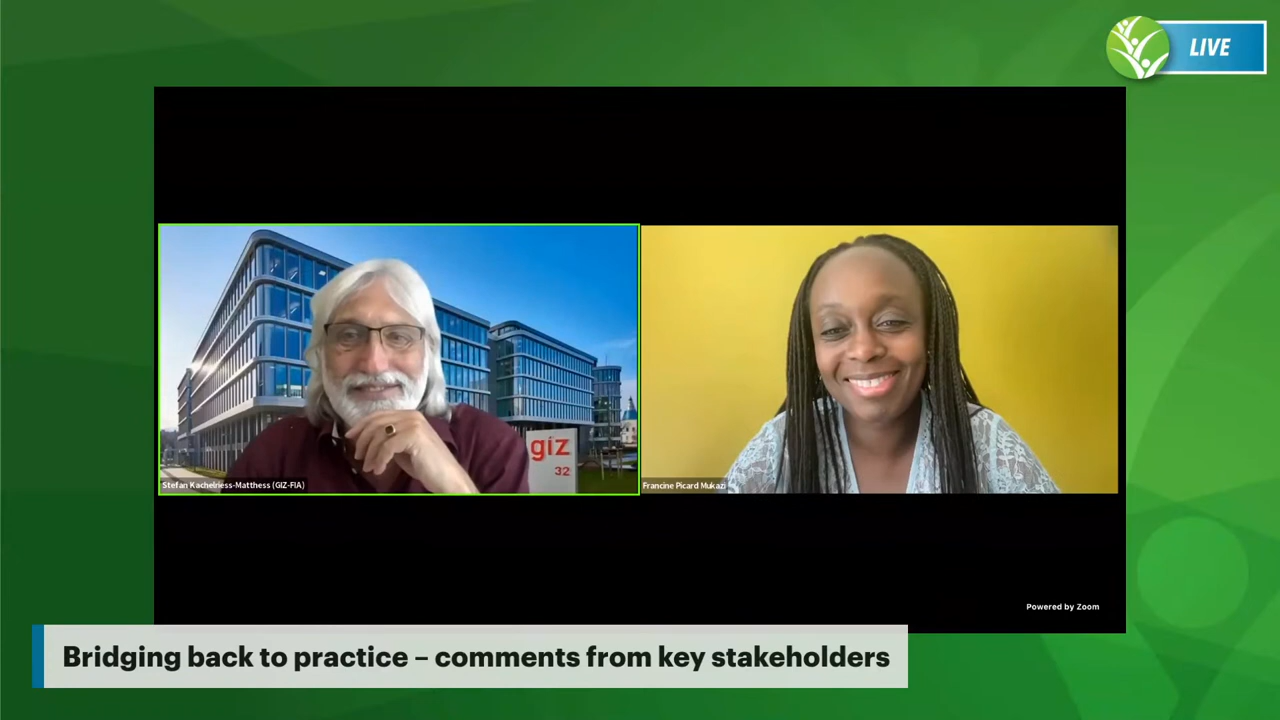 LIVE
giz
32
Stefan Kachelriess-Matthess (GIZ-FIA)
Francine Picard Mukazi
Powered by Zoom
Bridging back to practice – comments from key stakeholders